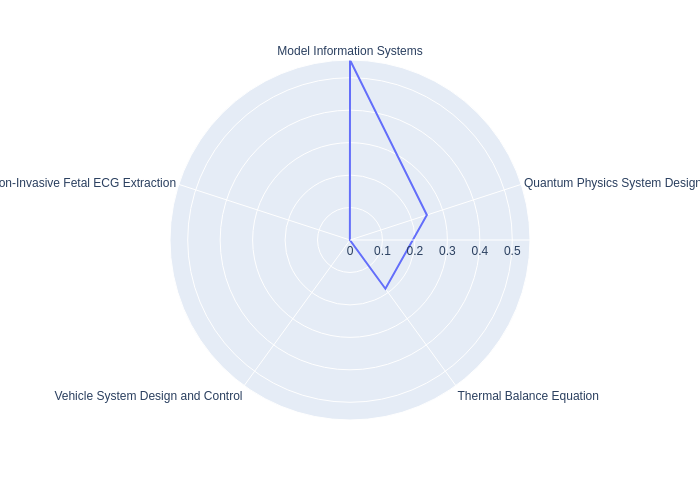 Model Information Systems
on-Invasive Fetal ECG Extraction
Quantum Physics System Design
0 0.1 0.2 0.3 0.4 0.5
Vehicle System Design and Control
Thermal Balance Equation